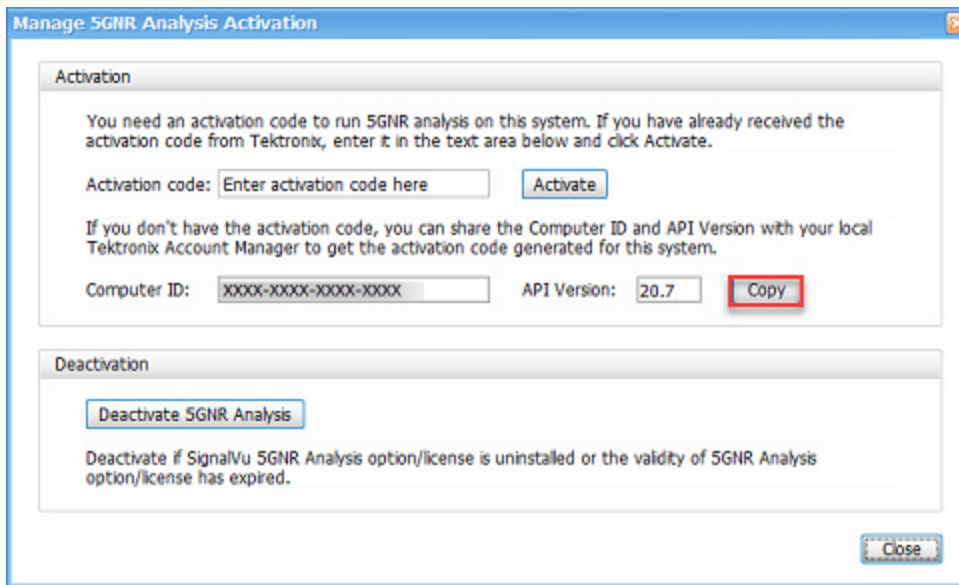 Manage 5GNR Analysis Activation
Activation
You need an activation code to run 5GNR analysis on this system. If you have already received the
activation code from Tektronix, enter it in the text area below and click Activate.
Activation code: Enter activation code here Activate
If you don't have the activation code, you can share the Computer ID and API Version with your local
Tektronix Account Manager to get the activation code generated for this system.
Computer ID: XXXX-XXXX-XXXX-XXXX API Version: 20.7 Copy
Deactivation
Deactivate 5GNR Analysis
Deactivate if SignalVu 5GNR Analysis option/license is uninstalled or the validity of 5GNR Analysis
option/license has expired.
Close